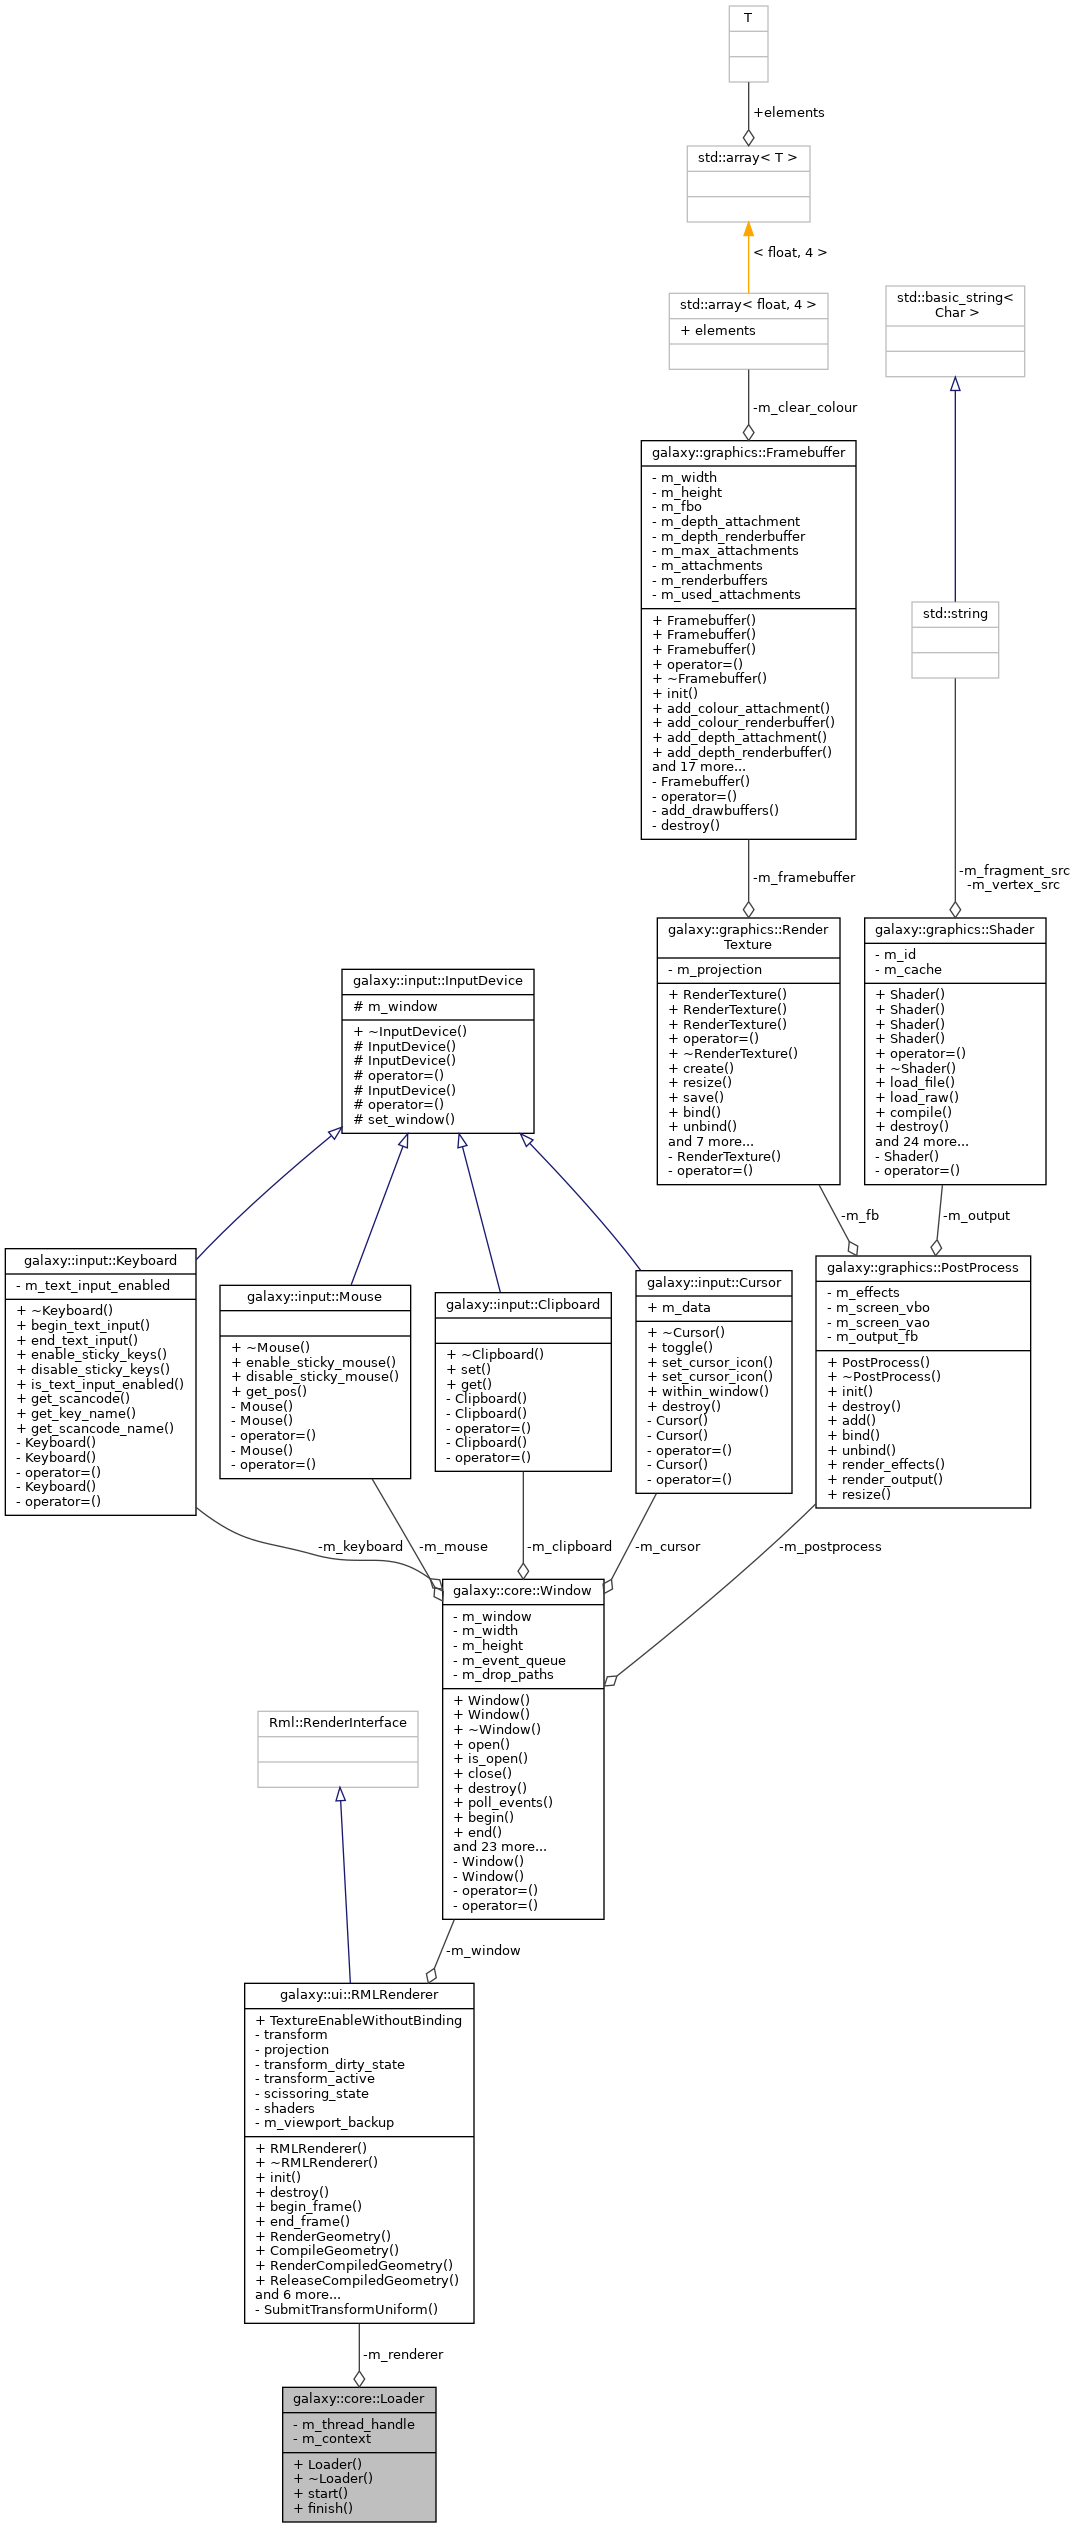 T
+elements
std::array< T >
< float, 4 >
std::array< float, 4 >
+ elements
std::basic_string<
Char >
-m_clear_colour
galaxy::graphics::Framebuffer
- m_width
- m_height
- m_fbo
- m_depth_attachment
- m_depth_renderbuffer
- m_max_attachments
- m_attachments
- m_renderbuffers
- m_used_attachments
+ Framebuffer()
+ Framebuffer()
+ Framebuffer()
+ operator=()
+ ~Framebuffer()
+ init()
+ add_colour_attachment()
+ add_colour_renderbuffer()
+ add_depth_attachment()
+ add_depth_renderbuffer()
and 17 more...
- Framebuffer()
- operator=()
- add_drawbuffers()
- destroy()
std::string
-m_framebuffer
-m_fragment_src
-m_vertex_src
galaxy::graphics::Render
Texture
- m_projection
+ RenderTexture()
+ RenderTexture()
+ RenderTexture()
+ operator=()
+ ~RenderTexture()
+ create()
+ resize()
+ save()
+ bind()
+ unbind()
and 7 more...
- RenderTexture()
- operator=()
galaxy::graphics::Shader
- m_id
- m_cache
+ Shader()
+ Shader()
+ Shader()
+ Shader()
+ operator=()
+ ~Shader()
+ load_file()
+ load_raw()
+ compile()
+ destroy()
and 24 more...
- Shader()
- operator=()
galaxy::input::InputDevice
# m_window
+ ~InputDevice()
# InputDevice()
# InputDevice()
# operator=()
# InputDevice()
# operator=()
# set_window()
-m_fb
-m_output
galaxy::input::Keyboard
- m_text_input_enabled
+ ~Keyboard()
+ begin_text_input()
+ end_text_input()
+ enable_sticky_keys()
+ disable_sticky_keys()
+ is_text_input_enabled()
+ get_scancode()
+ get_key_name()
+ get_scancode_name()
- Keyboard()
- Keyboard()
- operator=()
- Keyboard()
- operator=()
galaxy::input::Mouse
+ ~Mouse()
+ enable_sticky_mouse()
+ disable_sticky_mouse()
+ get_pos()
- Mouse()
- Mouse()
- operator=()
- Mouse()
- operator=()
galaxy::input::Clipboard
+ ~Clipboard()
+ set()
+ get()
- Clipboard()
- Clipboard()
- operator=()
- Clipboard()
- operator=()
galaxy::input::Cursor
+ m_data
+ ~Cursor()
+ toggle()
+ set_cursor_icon()
+ set_cursor_icon()
+ within_window()
+ destroy()
- Cursor()
- Cursor()
- operator=()
- Cursor()
- operator=()
galaxy::graphics::PostProcess
- m_effects
- m_screen_vbo
- m_screen_vao
- m_output_fb
+ PostProcess()
+ ~PostProcess()
+ init()
+ destroy()
+ add()
+ bind()
+ unbind()
+ render_effects()
+ render_output()
+ resize()
-m_keyboard
-m_mouse
-m_clipboard
-m_cursor
-m_postprocess
galaxy::core::Window
- m_window
- m_width
- m_height
- m_event_queue
- m_drop_paths
+ Window()
+ Window()
+ ~Window()
+ open()
+ is_open()
+ close()
+ destroy()
+ poll_events()
+ begin()
+ end()
and 23 more...
- Window()
- Window()
- operator=()
- operator=()
Rml::RenderInterface
-m_window
galaxy::ui::RMLRenderer
+ TextureEnableWithoutBinding
- transform
- projection
- transform_dirty_state
- transform_active
- scissoring_state
- shaders
- m_viewport_backup
+ RMLRenderer()
+ ~RMLRenderer()
+ init()
+ destroy()
+ begin_frame()
+ end_frame()
+ RenderGeometry()
+ CompileGeometry()
+ RenderCompiledGeometry()
+ ReleaseCompiledGeometry()
and 6 more...
- SubmitTransformUniform()
-m_renderer
galaxy::core::Loader
- m_thread_handle
- m_context
+ Loader()
+ ~Loader()
+ start()
+ finish()